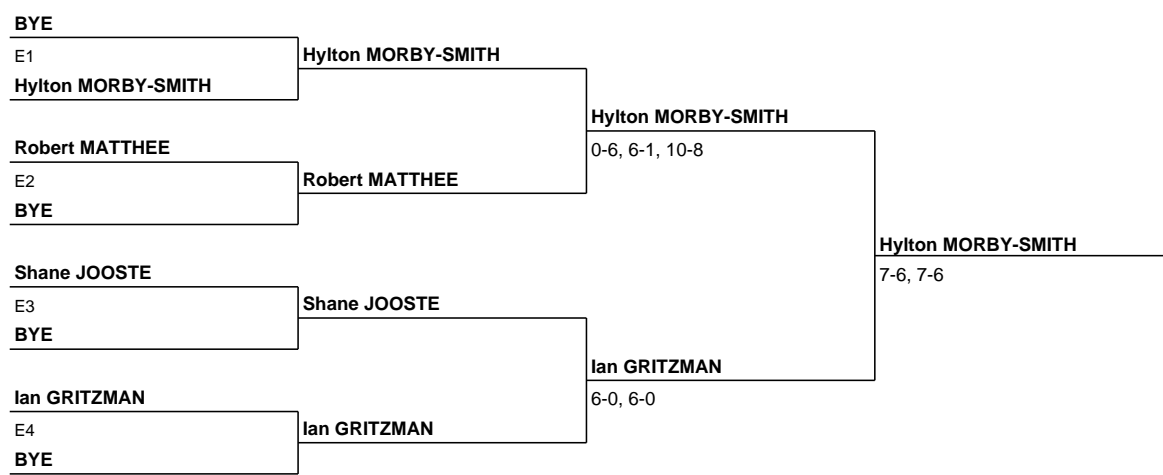 BYE
E1
Hylton MORBY-SMITH
Hylton MORBY-SMITH
Hylton MORBY-SMITH
0-6, 6-1, 10-8
Robert MATTHEE
E2
Robert MATTHEE
BYE
Hylton MORBY-SMITH
7-6, 7-6
Shane JOOSTE
E3
Shane JOOSTE
BYE
Ian GRITZMAN
6-0, 6-0
Ian GRITZMAN
E4
Ian GRITZMAN
BYE